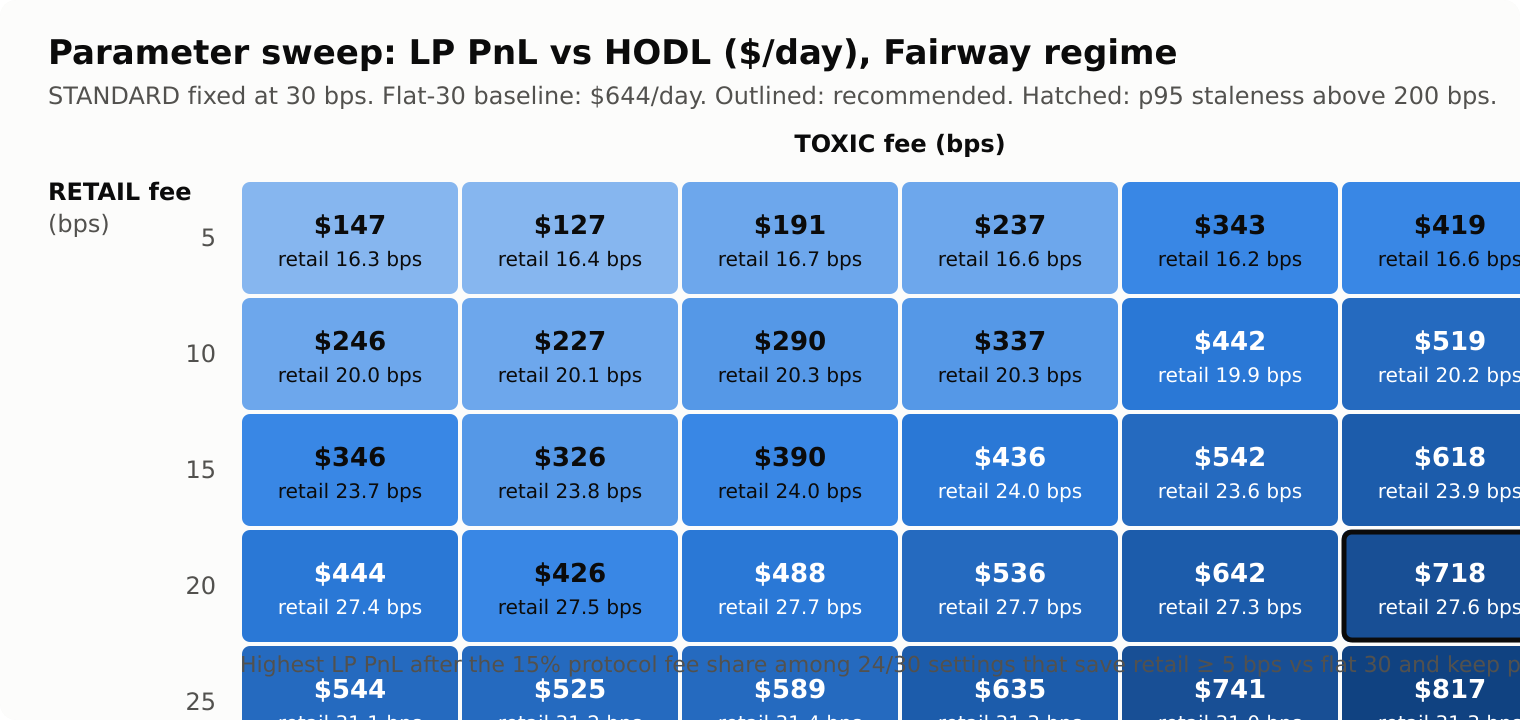 Parameter sweep: LP PnL vs HODL ($/day), Fairway regime
STANDARD fixed at 30 bps. Flat-30 baseline: $644/day. Outlined: recommended. Hatched: p95 staleness above 200 bps.
TOXIC fee (bps)
RETAIL fee
(bps)
5
$147
retail 16.3 bps
$127
retail 16.4 bps
$191
retail 16.7 bps
$237
retail 16.6 bps
$343
retail 16.2 bps
$419
retail 16.6 bps
10
$246
retail 20.0 bps
$227
retail 20.1 bps
$290
retail 20.3 bps
$337
retail 20.3 bps
$442
retail 19.9 bps
$519
retail 20.2 bps
15
$346
retail 23.7 bps
$326
retail 23.8 bps
$390
retail 24.0 bps
$436
retail 24.0 bps
$542
retail 23.6 bps
$618
retail 23.9 bps
20
$444
retail 27.4 bps
$426
retail 27.5 bps
$488
retail 27.7 bps
$536
retail 27.7 bps
$642
retail 27.3 bps
$718
retail 27.6 bps
Highest LP PnL after the 15% protocol fee share among 24/30 settings that save retail ≥ 5 bps vs flat 30 and keep
25
$544
$525
$589
$635
$741
$817